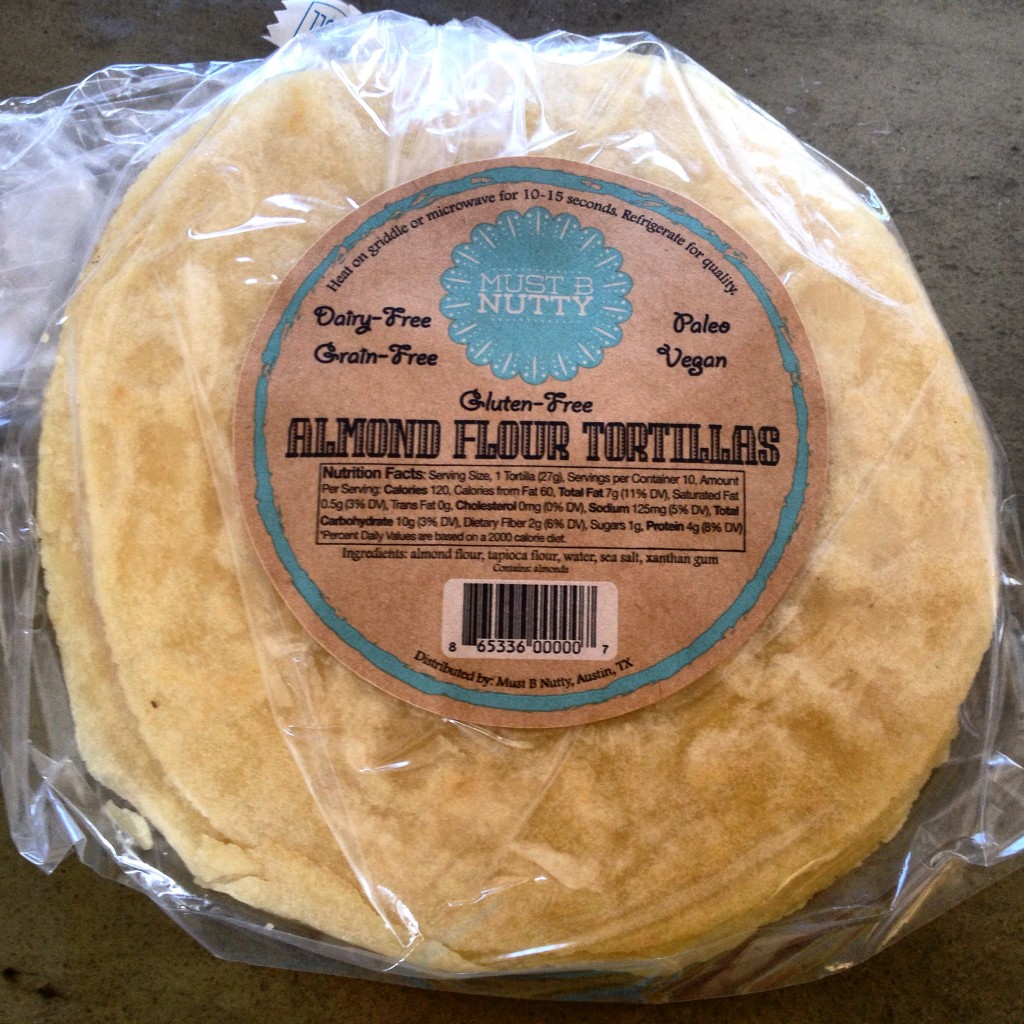 Heat on griddle or microwave for 10-15 seconds. Refrigerate for quality.
MUST B
NUTTY
Dairy-Free
Grain-Free
Paleo
Vegan
Gluten-Free
ALMOND FLOUR TORTILLAS
Nutrition Facts: Serving Size, 1 Tortilla (27g), Servings per Container 10, Amount
Per Serving: Calories 120, Calories from Fat 60, Total Fat 7g (11% DV), Saturated Fat
0.5g (3% DV), Trans Fat 0g, Cholesterol 0mg (0% DV), Sodium 125mg (5% DV), Total
Carbohydrate 10g (3% DV), Dietary Fiber 2g (6% DV), Sugars 1g, Protein 4g (8% DV)
*Percent Daily Values are based on a 2000 calorie diet.
Ingredients: almond flour, tapioca flour, water, sea salt, xanthan gum
Contains: almonds
8 65336 00000 7
Distributed by: Must B Nutty, Austin, TX